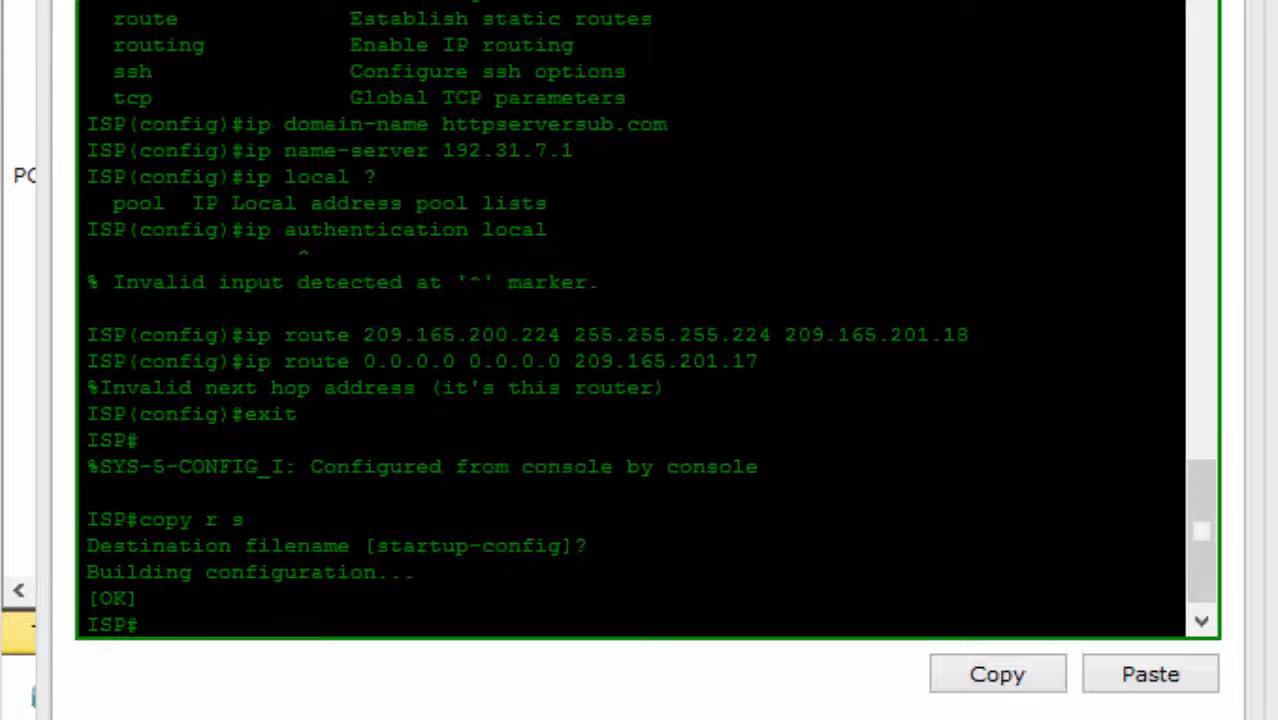 route Establish static routes
routing Enable IP routing
ssh Configure ssh options
tcp Global TCP parameters
ISP(config)#ip domain-name httpserversub.com
ISP(config)#ip name-server 192.31.7.1
ISP(config)#ip local ?
pool IP Local address pool lists
ISP(config)#ip authentication local
^
% Invalid input detected at '^' marker.
ISP(config)#ip route 209.165.200.224 255.255.255.224 209.165.201.18
ISP(config)#ip route 0.0.0.0 0.0.0.0 209.165.201.17
%Invalid next hop address (it's this router)
ISP(config)#exit
ISP#
%SYS-5-CONFIG_I: Configured from console by console
ISP#copy r s
Destination filename [startup-config]?
Building configuration...
[OK]
ISP#
Copy Paste